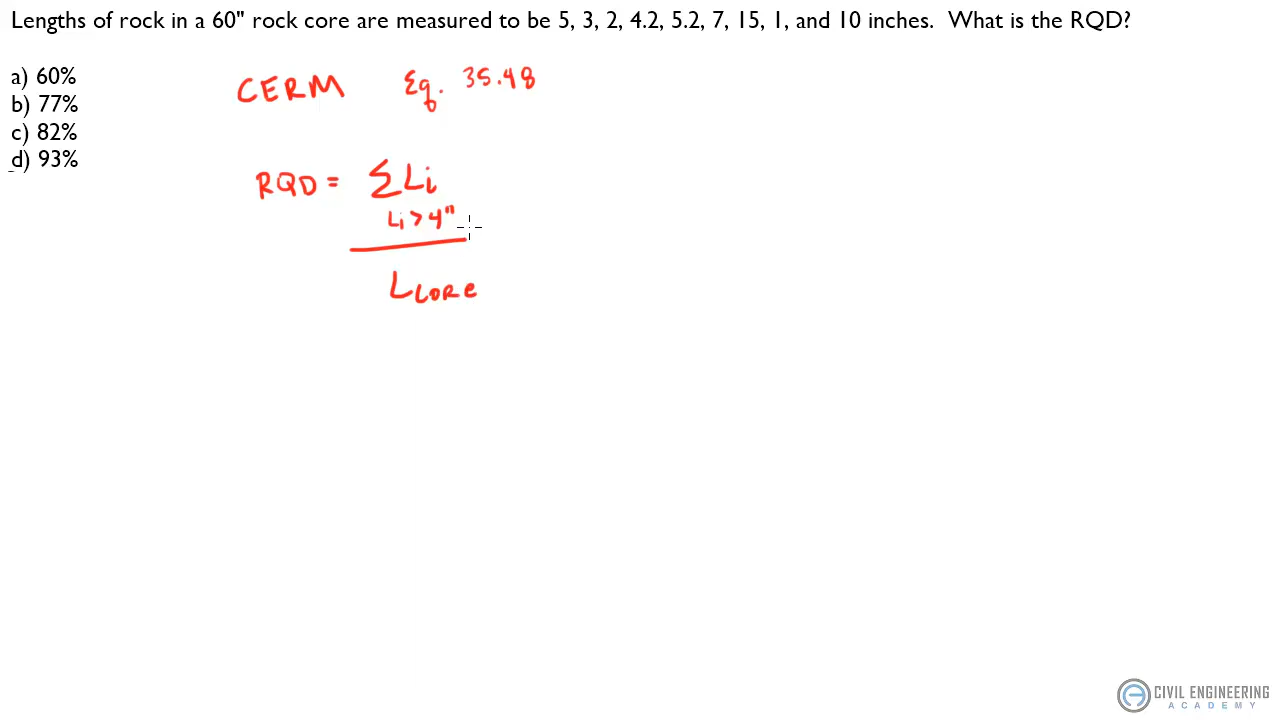 Lengths of rock in a 60" rock core are measured to be 5, 3, 2, 4.2, 5.2, 7, 15, 1, and 10 inches. What is the RQD?
a) 60%
b) 77%
c) 82%
d) 93%
CERM Eq. 35.48
RQD = ΣLi
Li > 4"
LCORE
CIVIL ENGINEERING
ACADEMY